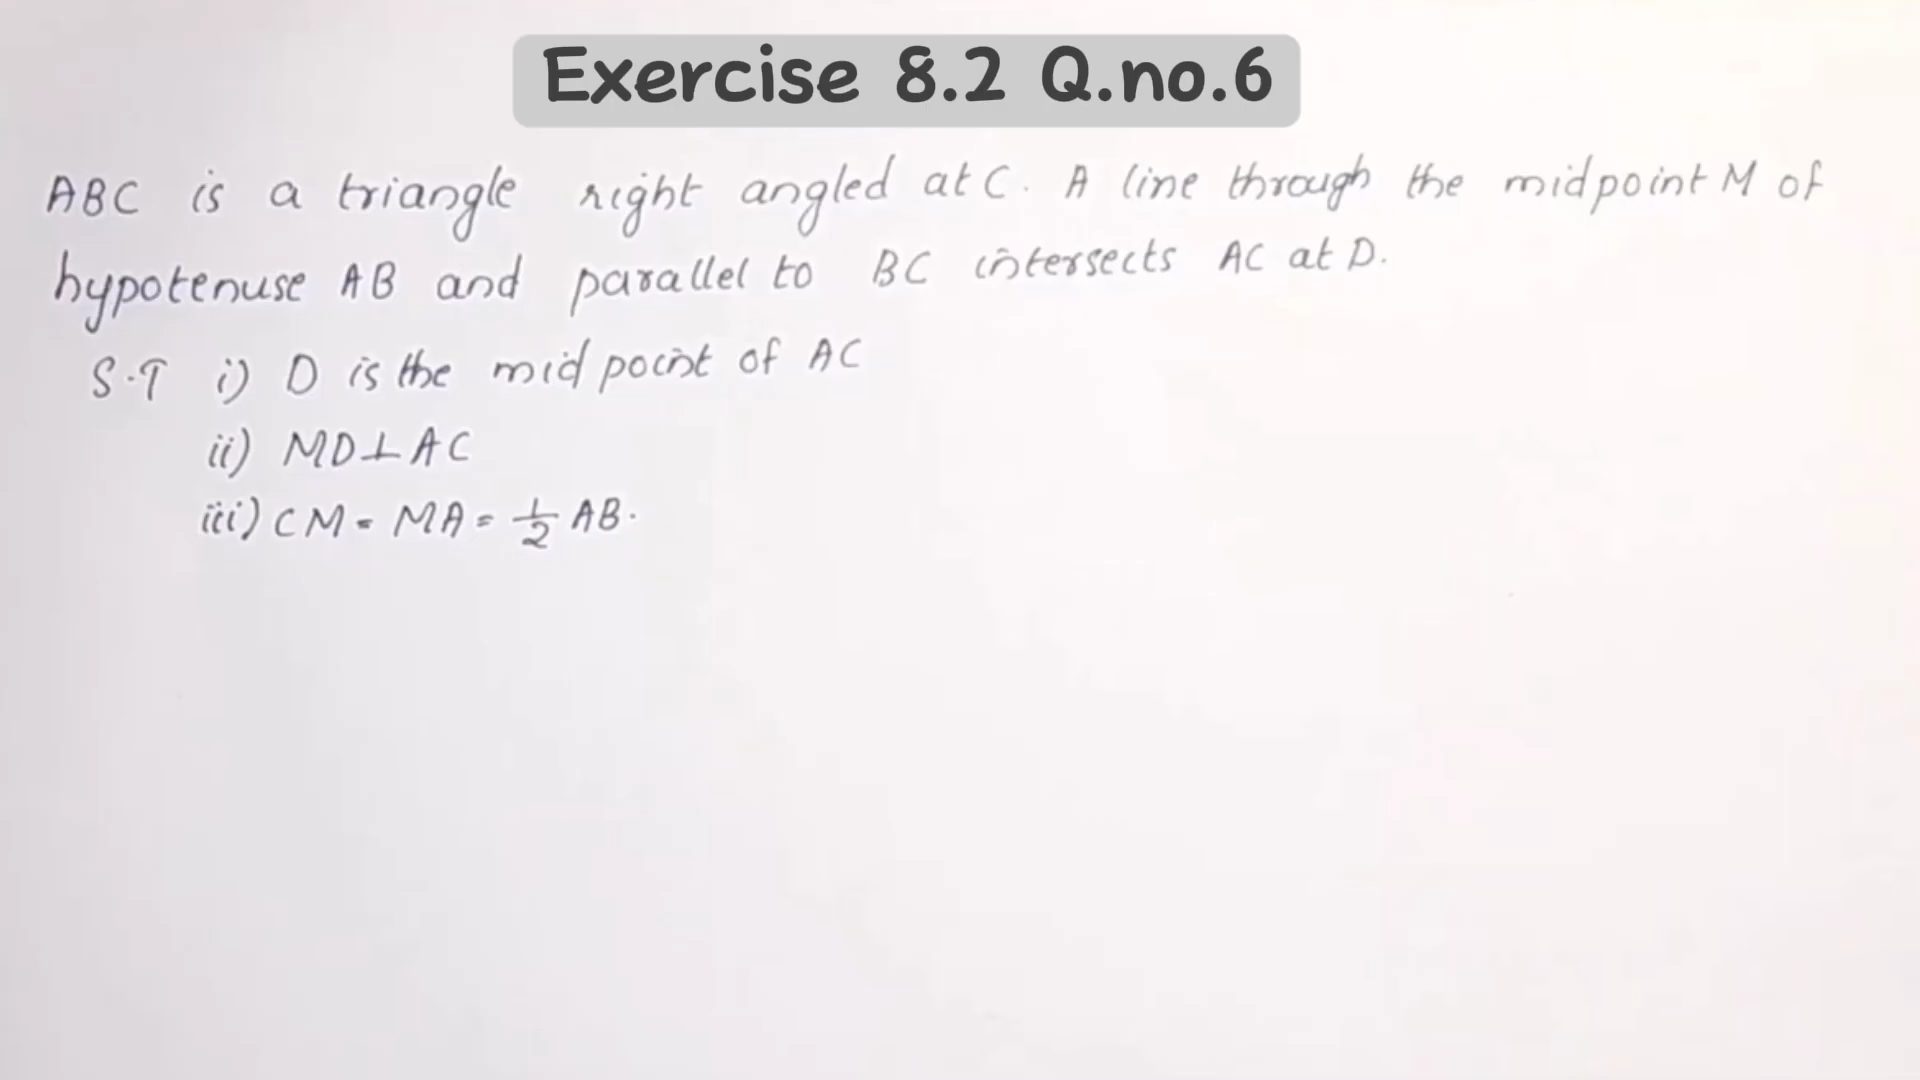 Exercise 8.2 Q.no.6
ABC is a triangle right angled at C. A line through the midpoint M of
hypotenuse AB and parallel to BC intersects AC at D.
S.T i) D is the mid point of AC
ii) MD⊥AC
iii) CM = MA = 1/2 AB.